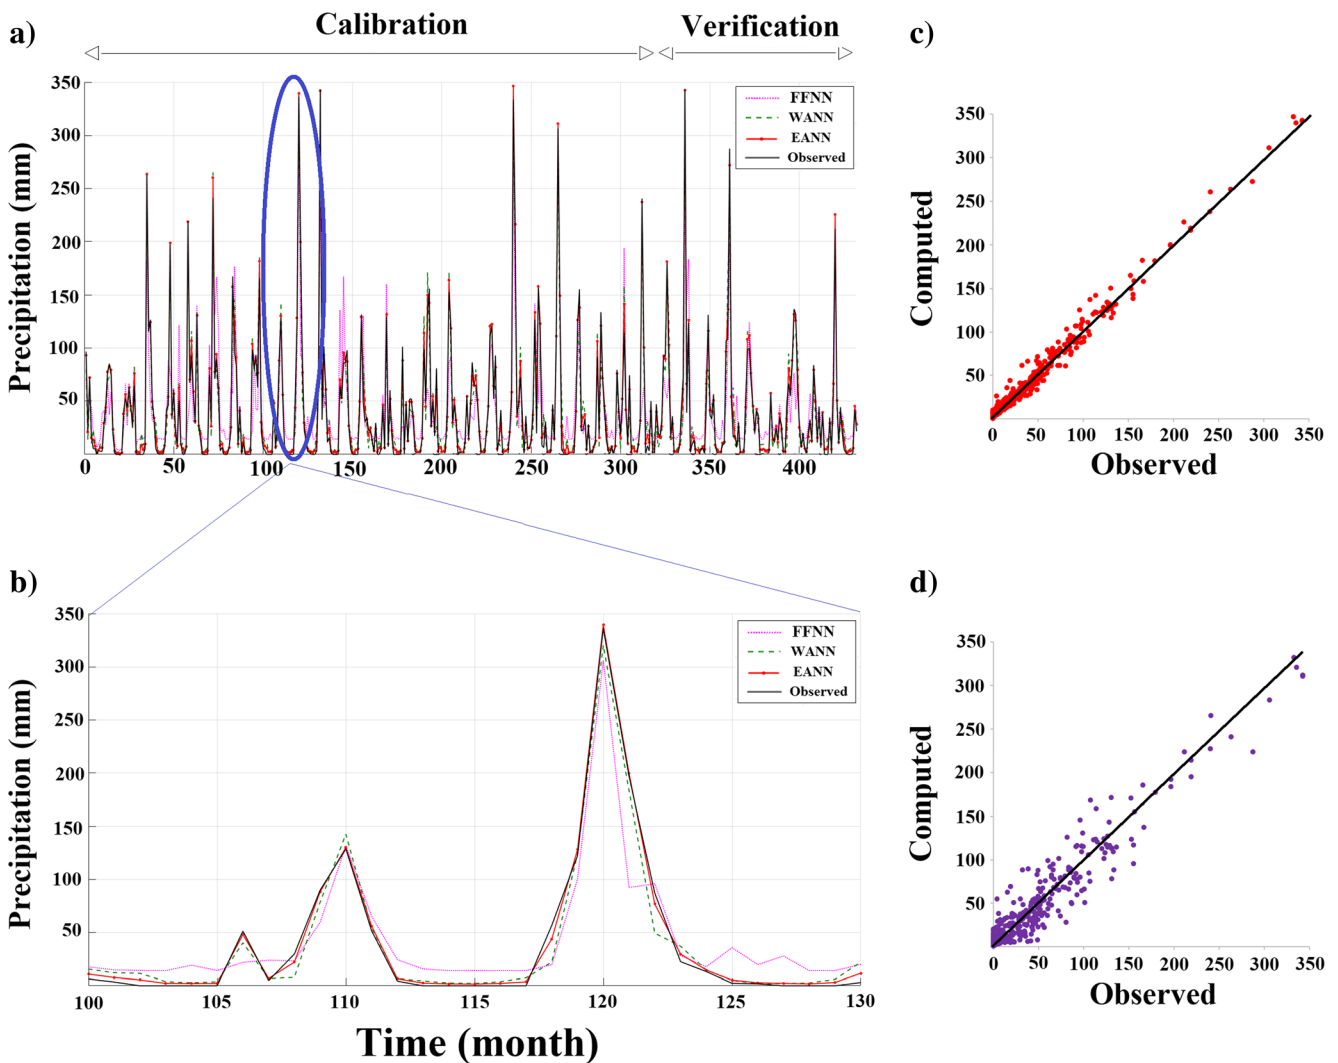 a)
Calibration
Verification
Precipitation (mm)
350
300
250
200
150
100
50
0
50
100
150
200
250
300
350
400
FFNN
WANN
EANN
Observed
c)
Computed
350
300
250
200
150
100
50
0
50
100
150
200
250
300
350
Observed
b)
Precipitation (mm)
350
300
250
200
150
100
50
100
105
110
115
120
125
130
Time (month)
FFNN
WANN
EANN
Observed
d)
Computed
350
300
250
200
150
100
50
0
50
100
150
200
250
300
350
Observed